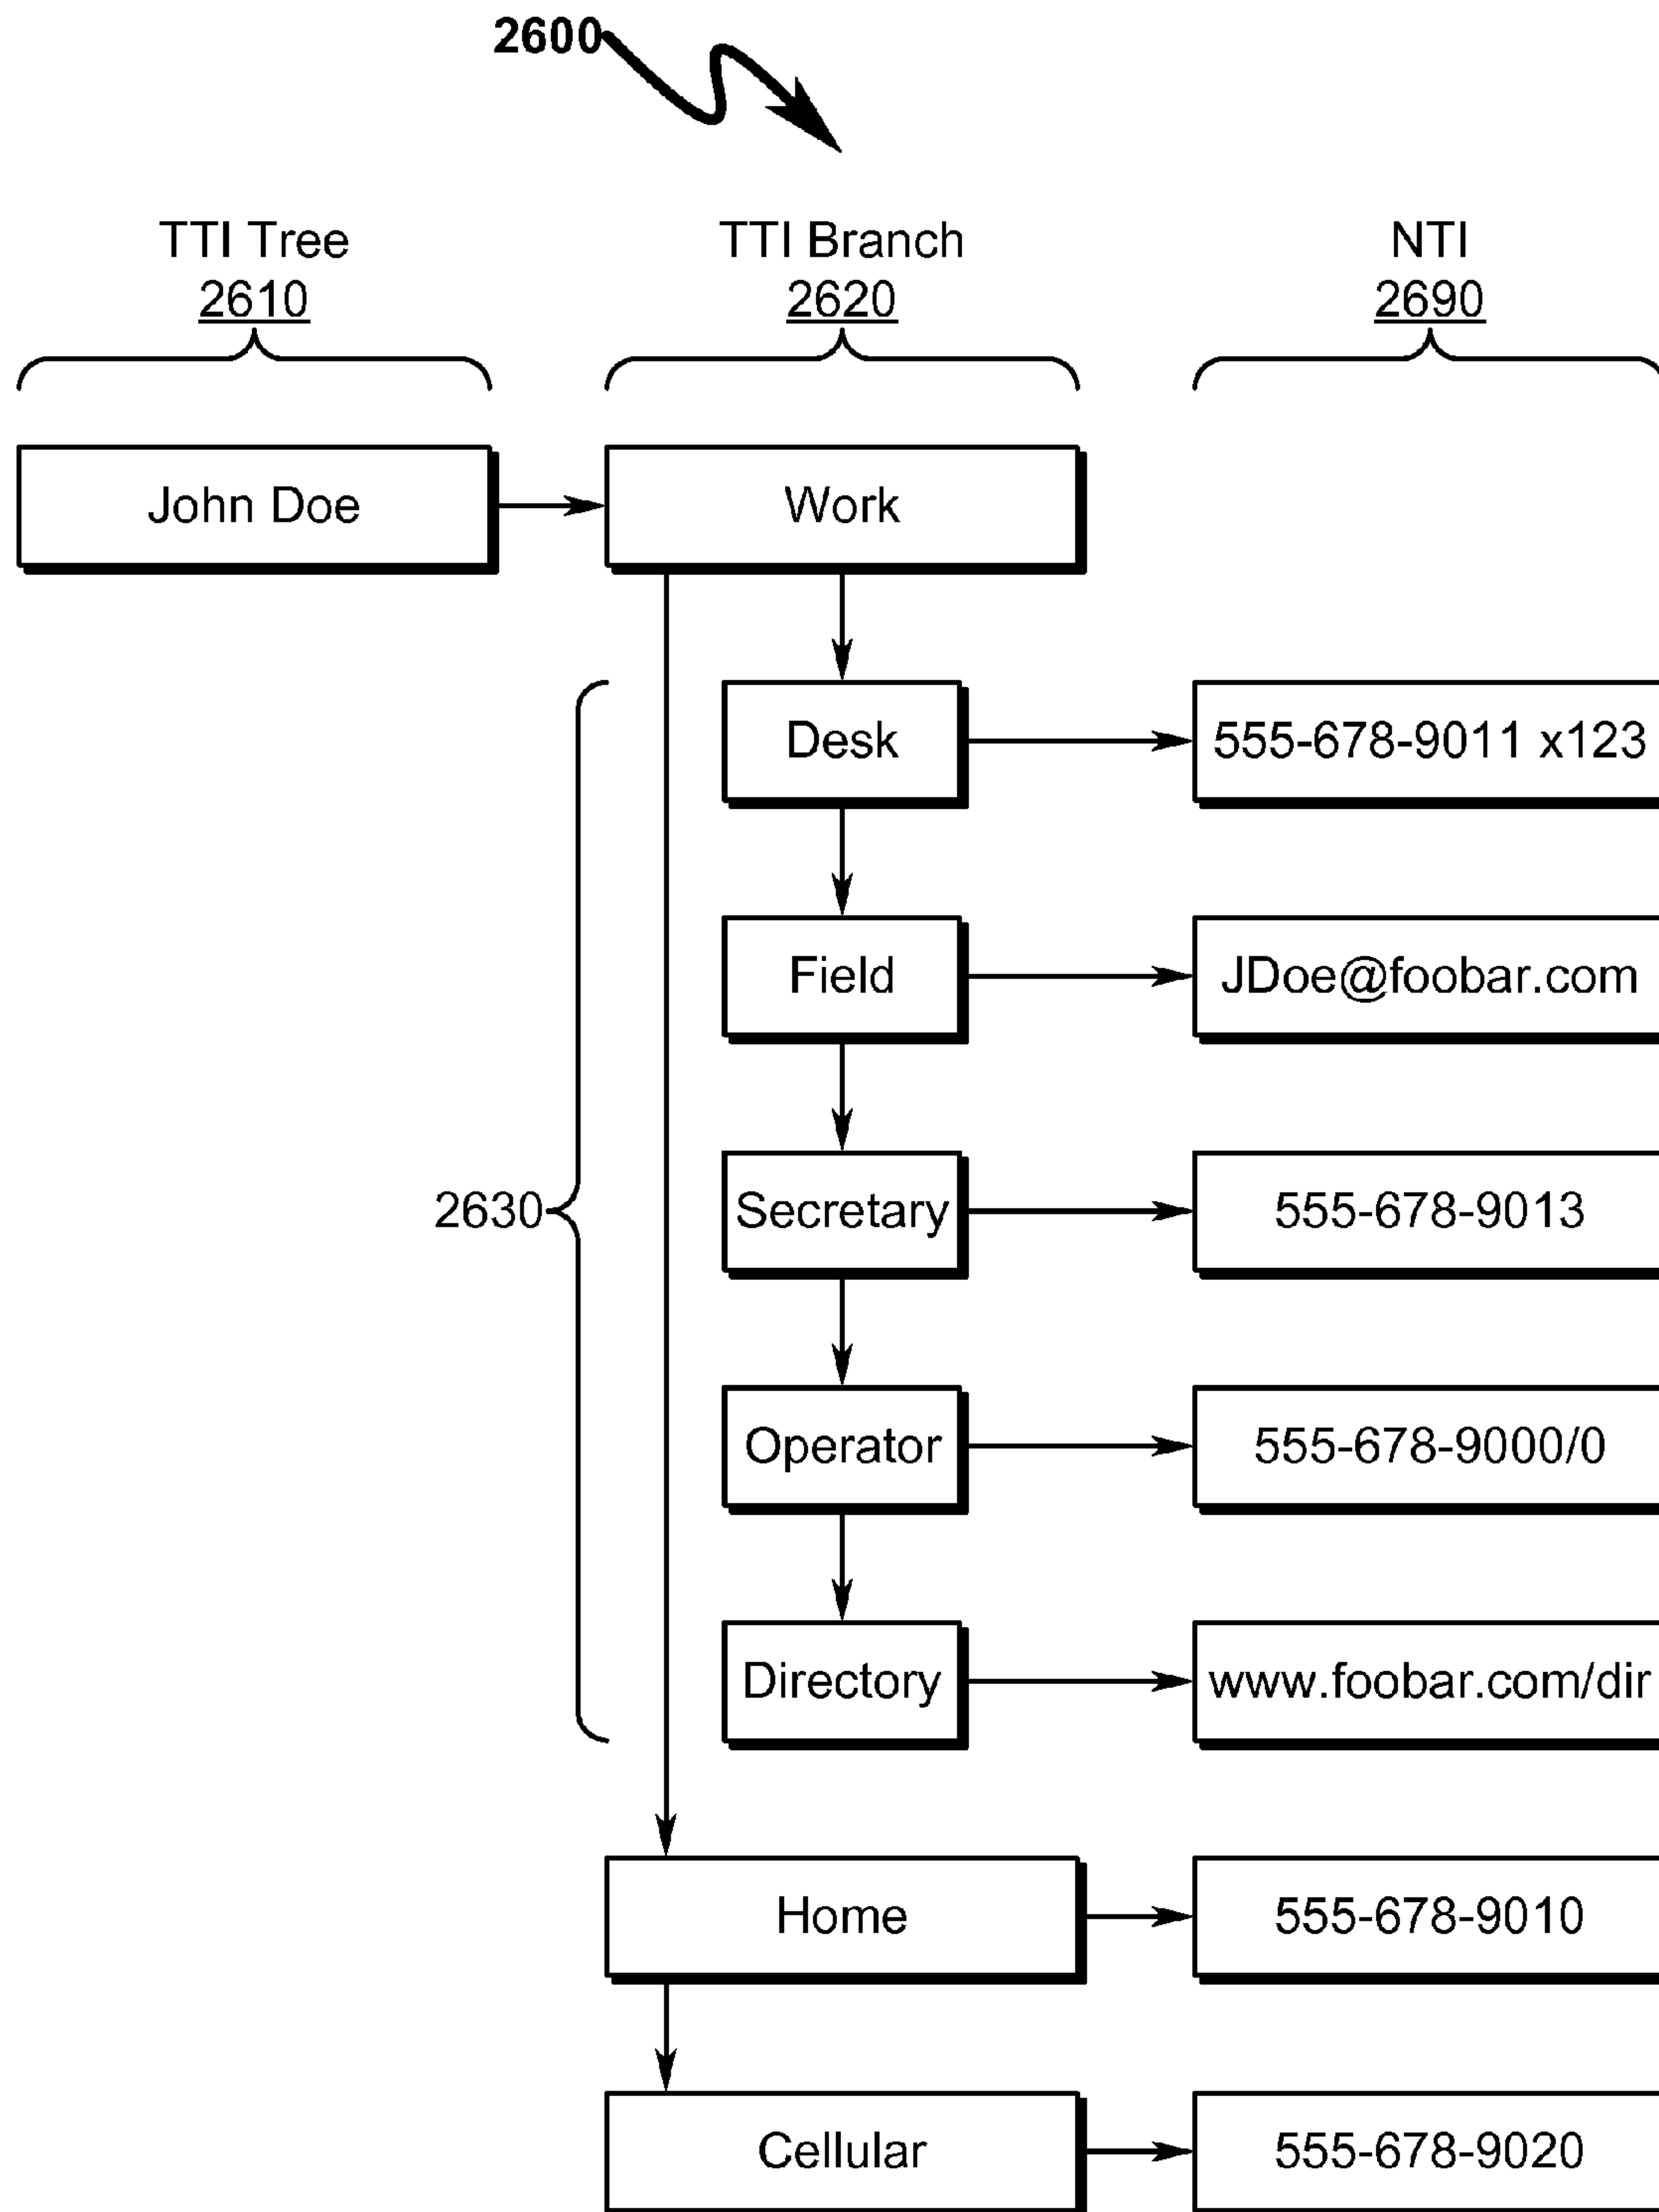 2600
TTI Tree
2610
TTI Branch
2620
NTI
2690
John Doe
Work
Desk
555-678-9011 x123
Field
JDoe@foobar.com
2630
Secretary
555-678-9013
Operator
555-678-9000/0
Directory
www.foobar.com/dir
Home
555-678-9010
Cellular
555-678-9020